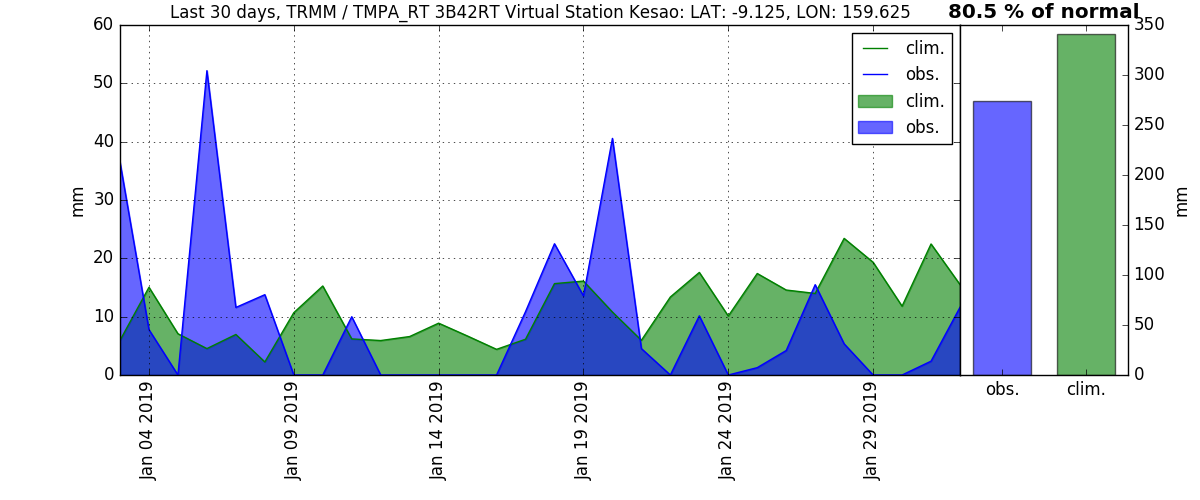 Last 30 days, TRMM / TMPA_RT 3B42RT Virtual Station Kesao: LAT: -9.125, LON: 159.625
80.5 % of normal
60
50
40
30
20
10
0
mm
clim.
obs.
clim.
obs.
Jan 04 2019
Jan 09 2019
Jan 14 2019
Jan 19 2019
Jan 24 2019
Jan 29 2019
350
300
250
200
150
100
50
0
mm
obs.
clim.